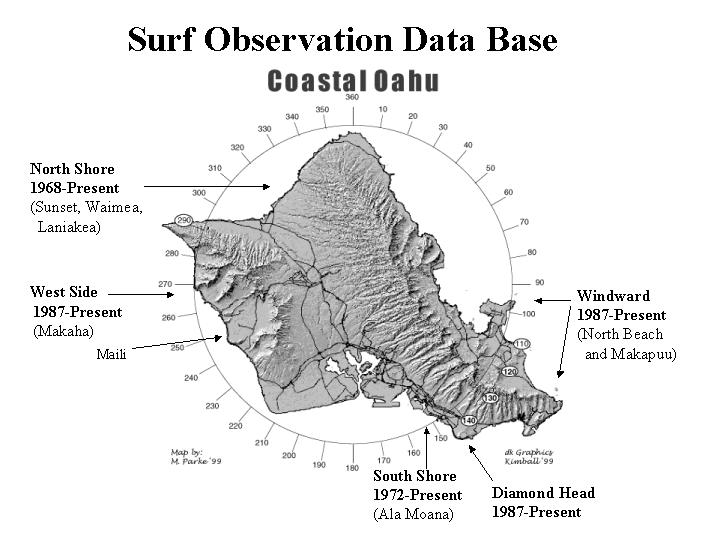 Surf Observation Data Base
Coastal Oahu
360
350
10
340
20
330
30
320
40
310
50
300
60
290
70
280
80
270
90
260
100
250
110
240
120
230
130
220
140
210
150
200
160
190
170
180
North Shore
1968-Present
(Sunset, Waimea,
Laniakea)
West Side
1987-Present
(Makaha)
Maili
Windward
1987-Present
(North Beach
and Makapuu)
Map by:
M. Parke '99
dk Graphics
Kimball '99
South Shore
1972-Present
(Ala Moana)
Diamond Head
1987-Present